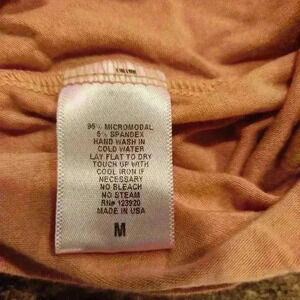 95% MICROMODAL
5% SPANDEX
HAND WASH IN
COLD WATER
LAY FLAT TO DRY
TOUCH UP WITH
COOL IRON IF
NECESSARY
NO BLEACH
NO STEAM
RN# 123920
MADE IN USA
M